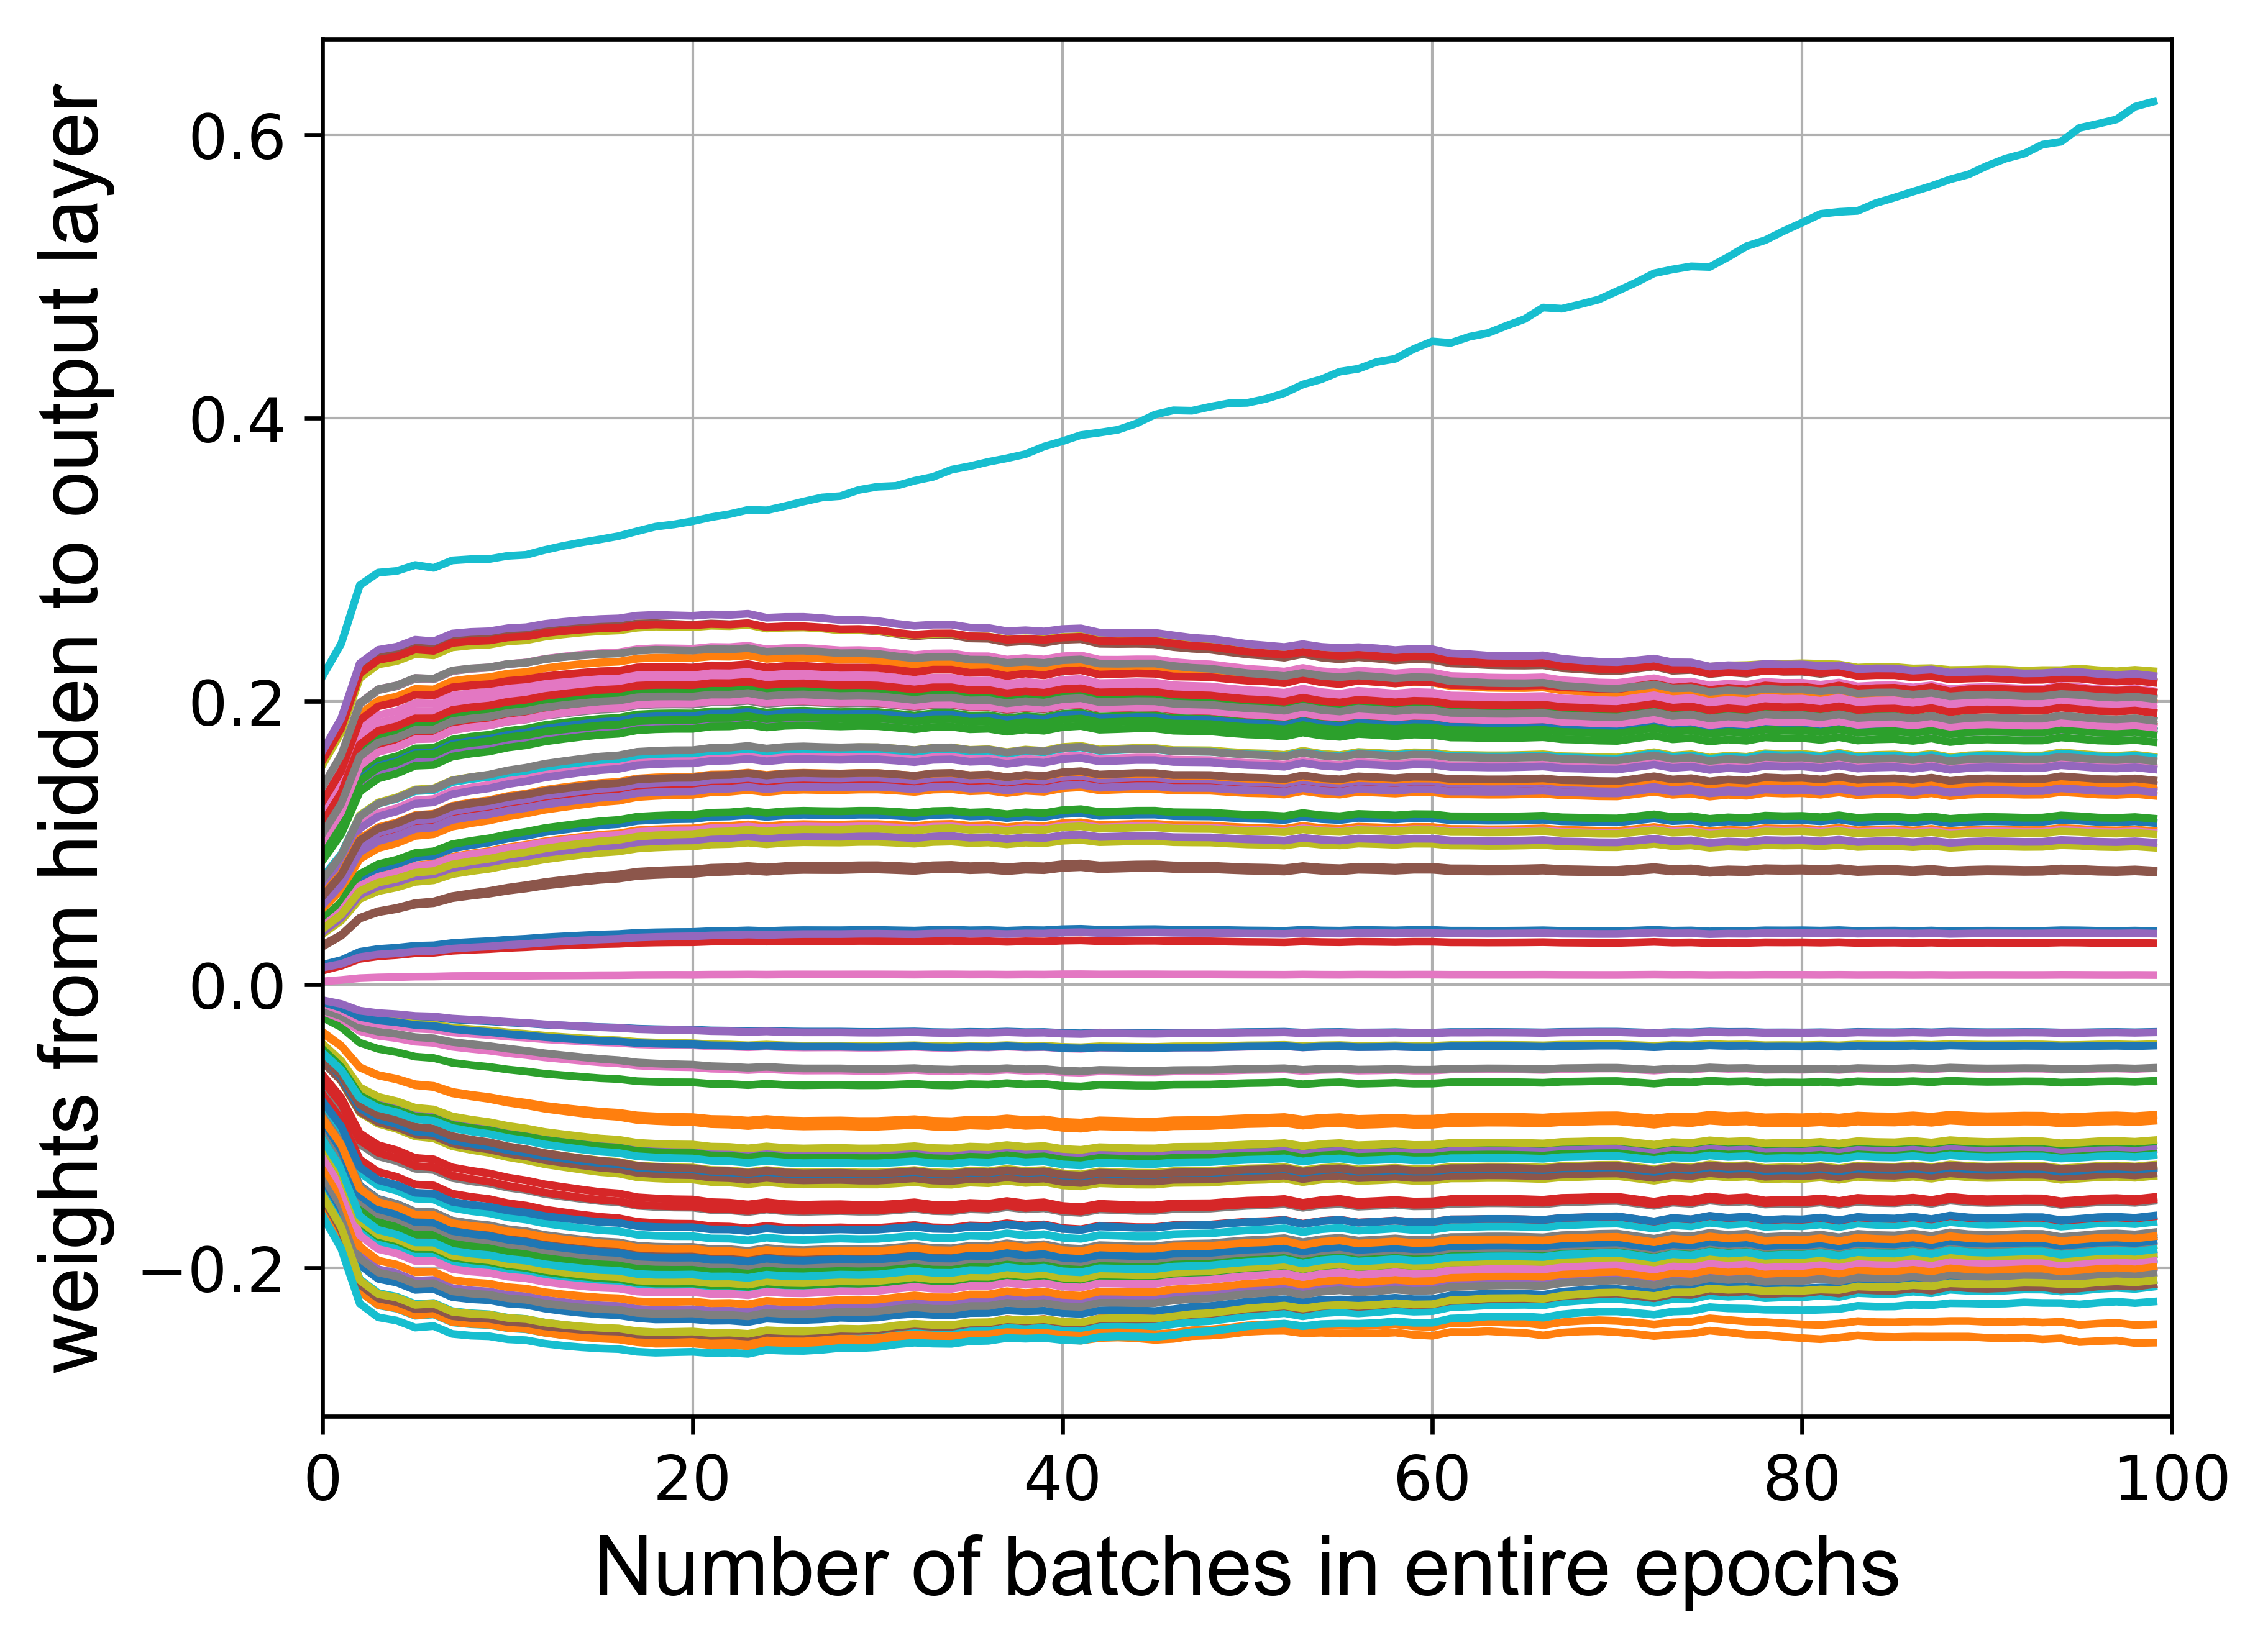 weights from hidden to output layer
0.6
0.4
0.2
0.0
−0.2
0 20 40 60 80 100
Number of batches in entire epochs